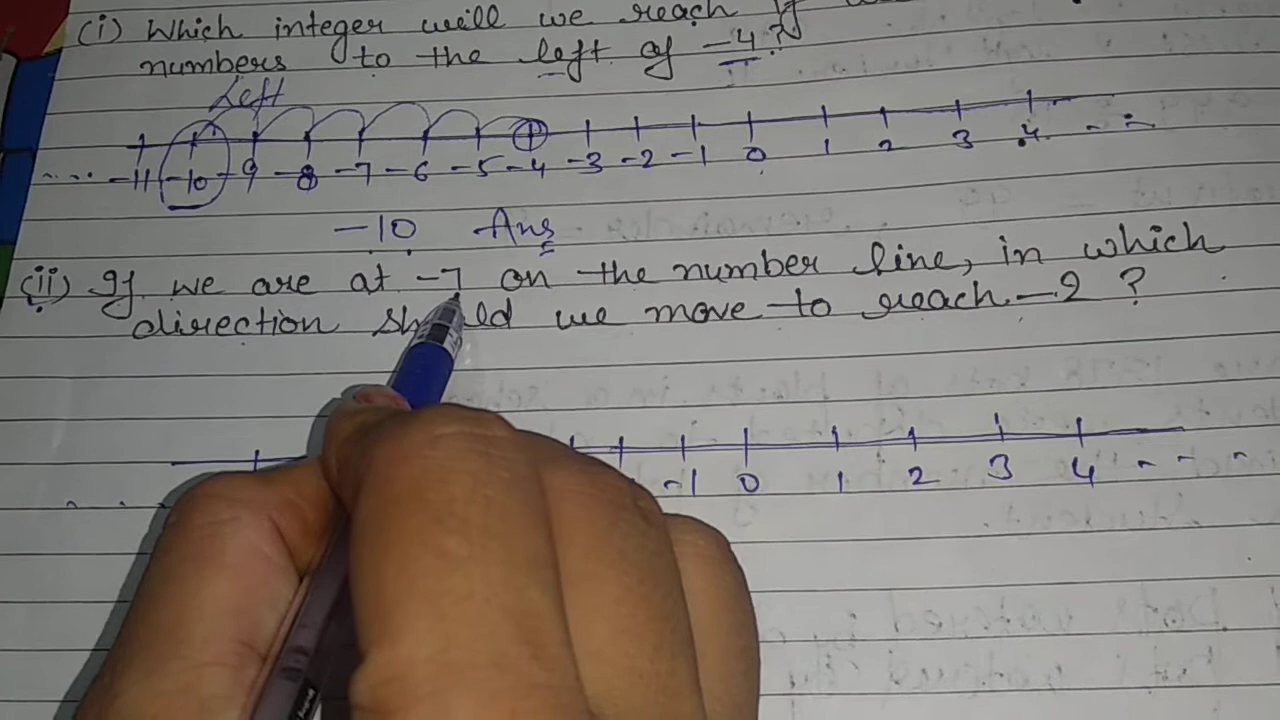 (i) Which integer will we reach if
numbers to the left of -4?
Left
.... -11 -10 -9 -8 -7 -6 -5 -4 -3 -2 -1 0 1 2 3 4 - -
-10 Ans
(ii) If we are at -7 on the number line, in which
direction should we move to reach -2 ?
-1 0 1 2 3 4 - - -